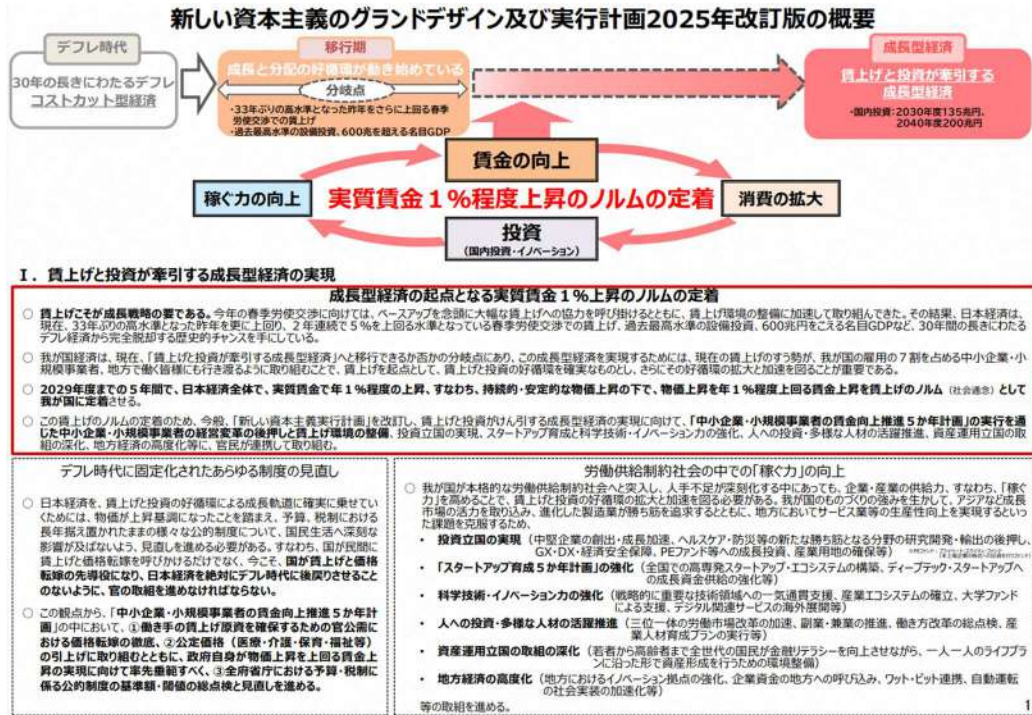 新しい資本主義のグランドデザイン及び実行計画2025年改訂版の概要
デフレ時代
30年の長きにわたるデフレ
コストカット型経済
移行期
成長と分配の好循環が動き始めている
分岐点
・33年ぶりの高水準となった昨年をさらに上回る春季
労使交渉での賃上げ
・過去最高水準の設備投資、600兆を超える名目GDP
成長型経済
賃上げと投資が牽引する
成長型経済
・国内投資：2030年度135兆円、
2040年度200兆円
賃金の向上
稼ぐ力の向上
実質賃金1%程度上昇のノルムの定着
消費の拡大
投資
(国内投資・イノベーション)
Ⅰ．賃上げと投資が牽引する成長型経済の実現
成長型経済の起点となる実質賃金1%上昇のノルムの定着
○ 賃上げこそが成長戦略の要である。今年の春季労使交渉に向けては、ベースアップを念頭に大幅な賃上げへの協力を呼び掛けるとともに、賃上げ環境の整備に加速して取り組んできた。その結果、日本経済は、
現在、33年ぶりの高水準となった昨年を更に上回り、2年連続で5%を上回る水準となっている春季労使交渉での賃上げ、過去最高水準の設備投資、600兆円をこえる名目GDPなど、30年間の長きにわたる
デフレ経済から完全脱却する歴史的チャンスを手にしている。
○ 我が国経済は、現在、「賃上げと投資が牽引する成長型経済」へと移行できるか否かの分岐点にあり、この成長型経済を実現するためには、現在の賃上げのすう勢が、我が国の雇用の7割を占める中小企業・小
規模事業者、地方で働く皆様にも行き渡るように取り組むことで、賃上げを起点として、賃上げと投資の好循環を確実なものとし、さらにその好循環の拡大と加速を図ることが重要である。
○ 2029年度までの5年間で、日本経済全体で、実質賃金で年1%程度の上昇、すなわち、持続的・安定的な物価上昇の下で、物価上昇を年1%程度上回る賃金上昇を賃上げのノルム（社会通念）として
我が国に定着させる。
○ この賃上げのノルムの定着のため、今般、「新しい資本主義実行計画」を改訂し、賃上げと投資がけん引する成長型経済の実現に向けて、「中小企業・小規模事業者の賃金向上推進5か年計画」の実行を通
じた中小企業・小規模事業者の経営変革の後押しと賃上げ環境の整備、投資立国の実現、スタートアップ育成と科学技術・イノベーション力の強化、人への投資・多様な人材の活躍推進、資産運用立国の取
組の深化、地方経済の高度化等に、官民が連携して取り組む。
デフレ時代に固定化されたあらゆる制度の見直し
○ 日本経済を、賃上げと投資の好循環による成長軌道に確実に乗せてい
くためには、物価が上昇基調になったことを踏まえ、予算、税制における
長年据え置かれたままの様々な公的制度について、国民生活へ深刻な
影響が及ばないよう、見直しを進める必要がある。すなわち、国が民間に
賃上げと価格転嫁を呼びかけるだけでなく、今こそ、国が賃上げと価格
転嫁の先導役になり、日本経済を絶対にデフレ時代に後戻りさせること
のないように、官の取組を進めなければならない。
○ この観点から、「中小企業・小規模事業者の賃金向上推進5か年計
画」の中において、①働き手の賃上げ原資を確保するための官公需に
おける価格転嫁の徹底、②公定価格（医療・介護・保育・福祉等）
の引上げに取り組むとともに、政府自身が物価上昇を上回る賃金上
昇の実現に向けて率先垂範すべく、③全府省庁における予算・税制に
係る公的制度の基準額・閾値の総点検と見直しを進める。
労働供給制約社会の中での「稼ぐ力」の向上
○ 我が国が本格的な労働供給制約社会へと突入し、人手不足が深刻化する中にあっても、企業・産業の供給力、すなわち、「稼ぐ
力」を高めることで、賃上げと投資の好循環の拡大と加速を図る必要がある。我が国のものづくりの強みを生かして、アジアなど成長
市場の活力を取り込み、進化した製造業が勝ち筋を追求するとともに、地方においてサービス業等の生産性向上を実現するといっ
た課題を克服するため、
• 投資立国の実現（中堅企業の創出・成長加速、ヘルスケア・防災等の新たな勝ち筋となる分野の研究開発・輸出の後押し、
GX・DX・経済安全保障、PEファンド等への成長投資、産業用地の確保等）
• 「スタートアップ育成5か年計画」の強化（全国での高専発スタートアップ・エコシステムの構築、ディープテック・スタートアップへ
の成長資金供給の強化等）
• 科学技術・イノベーション力の強化（戦略的に重要な技術領域への一気通貫支援、産業エコシステムの確立、大学ファンド
による支援、デジタル関連サービスの海外展開等）
• 人への投資・多様な人材の活躍推進（三位一体の労働市場改革の加速、副業・兼業の推進、働き方改革の総点検、産
業人材育成プランの実行等）
• 資産運用立国の取組の深化（若者から高齢者まで全世代の国民が金融リテラシーを向上させながら、一人一人のライフプラ
ンに沿った形で資産形成を行うための環境整備）
• 地方経済の高度化（地方におけるイノベーション拠点の強化、企業資金の地方への呼び込み、ワット・ビット連携、自動運転
の社会実装の加速化等）
等の取組を進める。
1